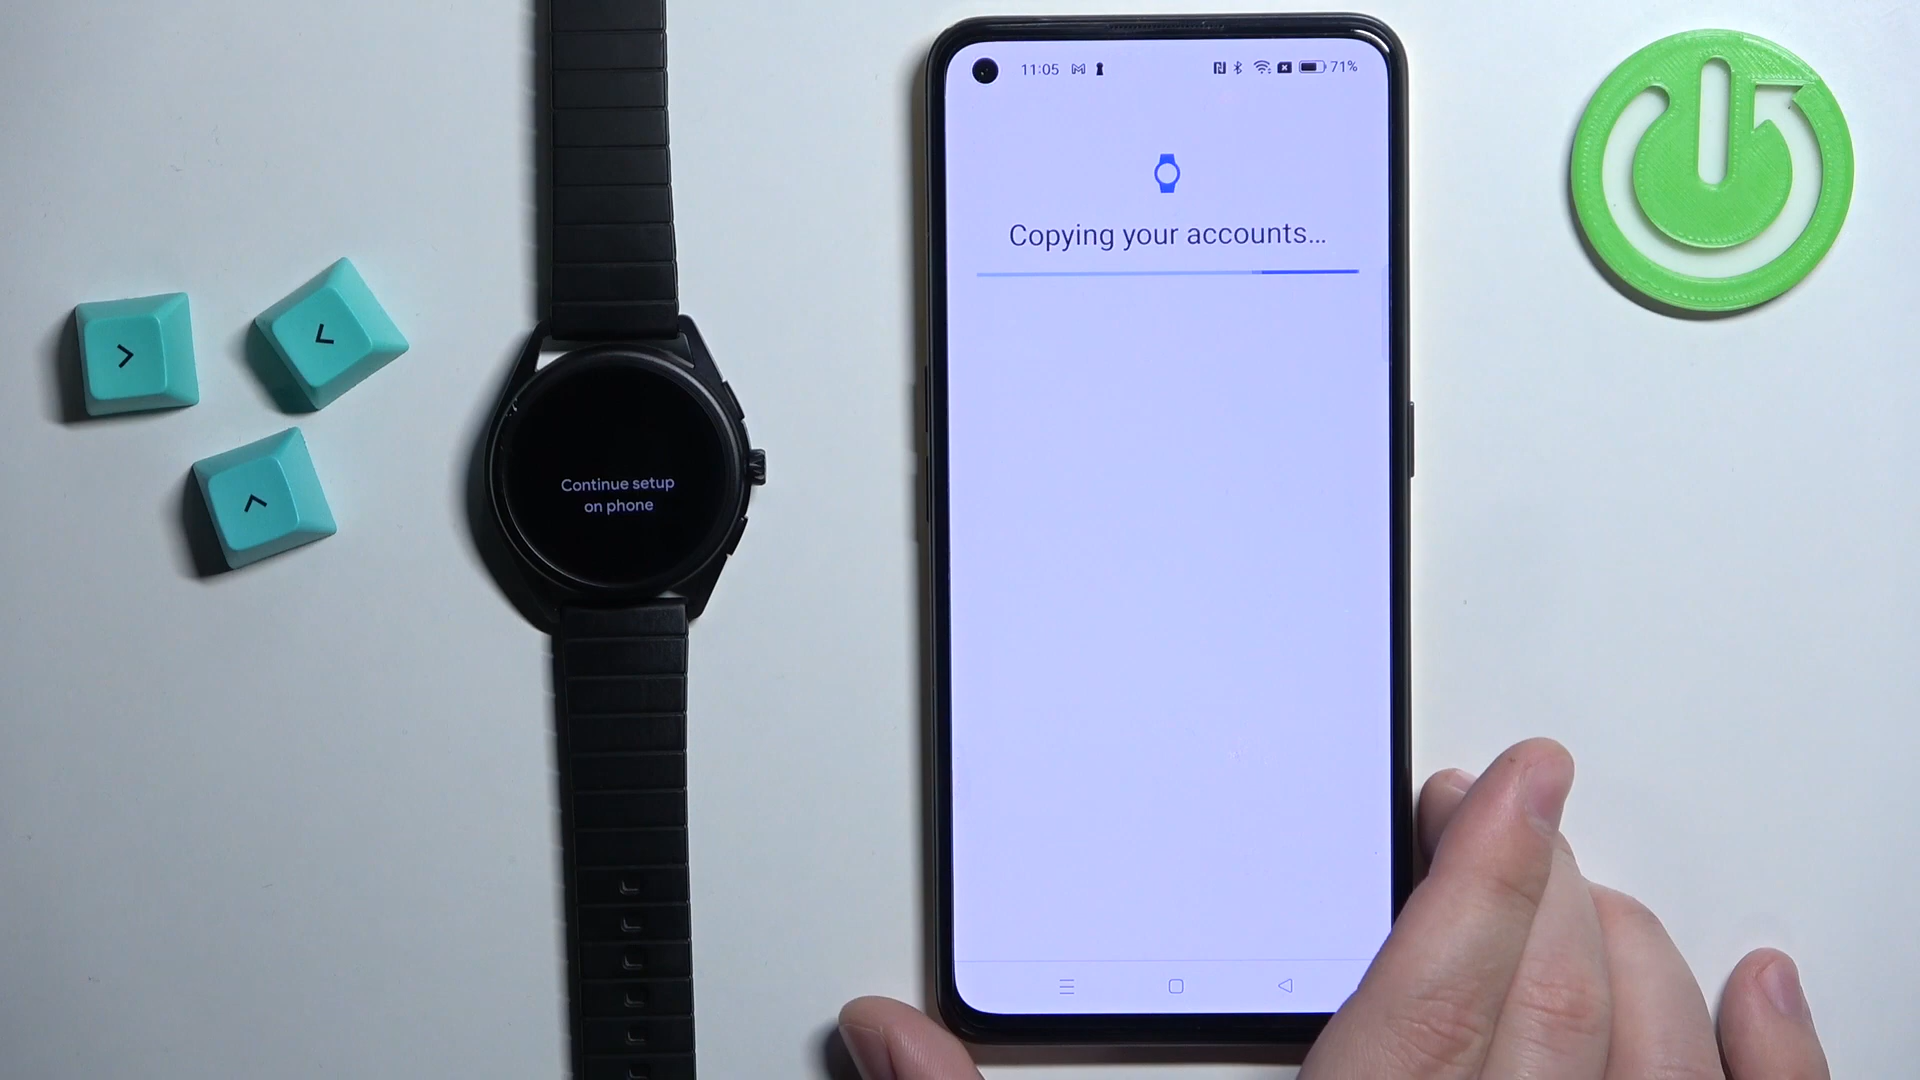 11:05
71%
Copying your accounts...
Continue setup
on phone
>
<
^